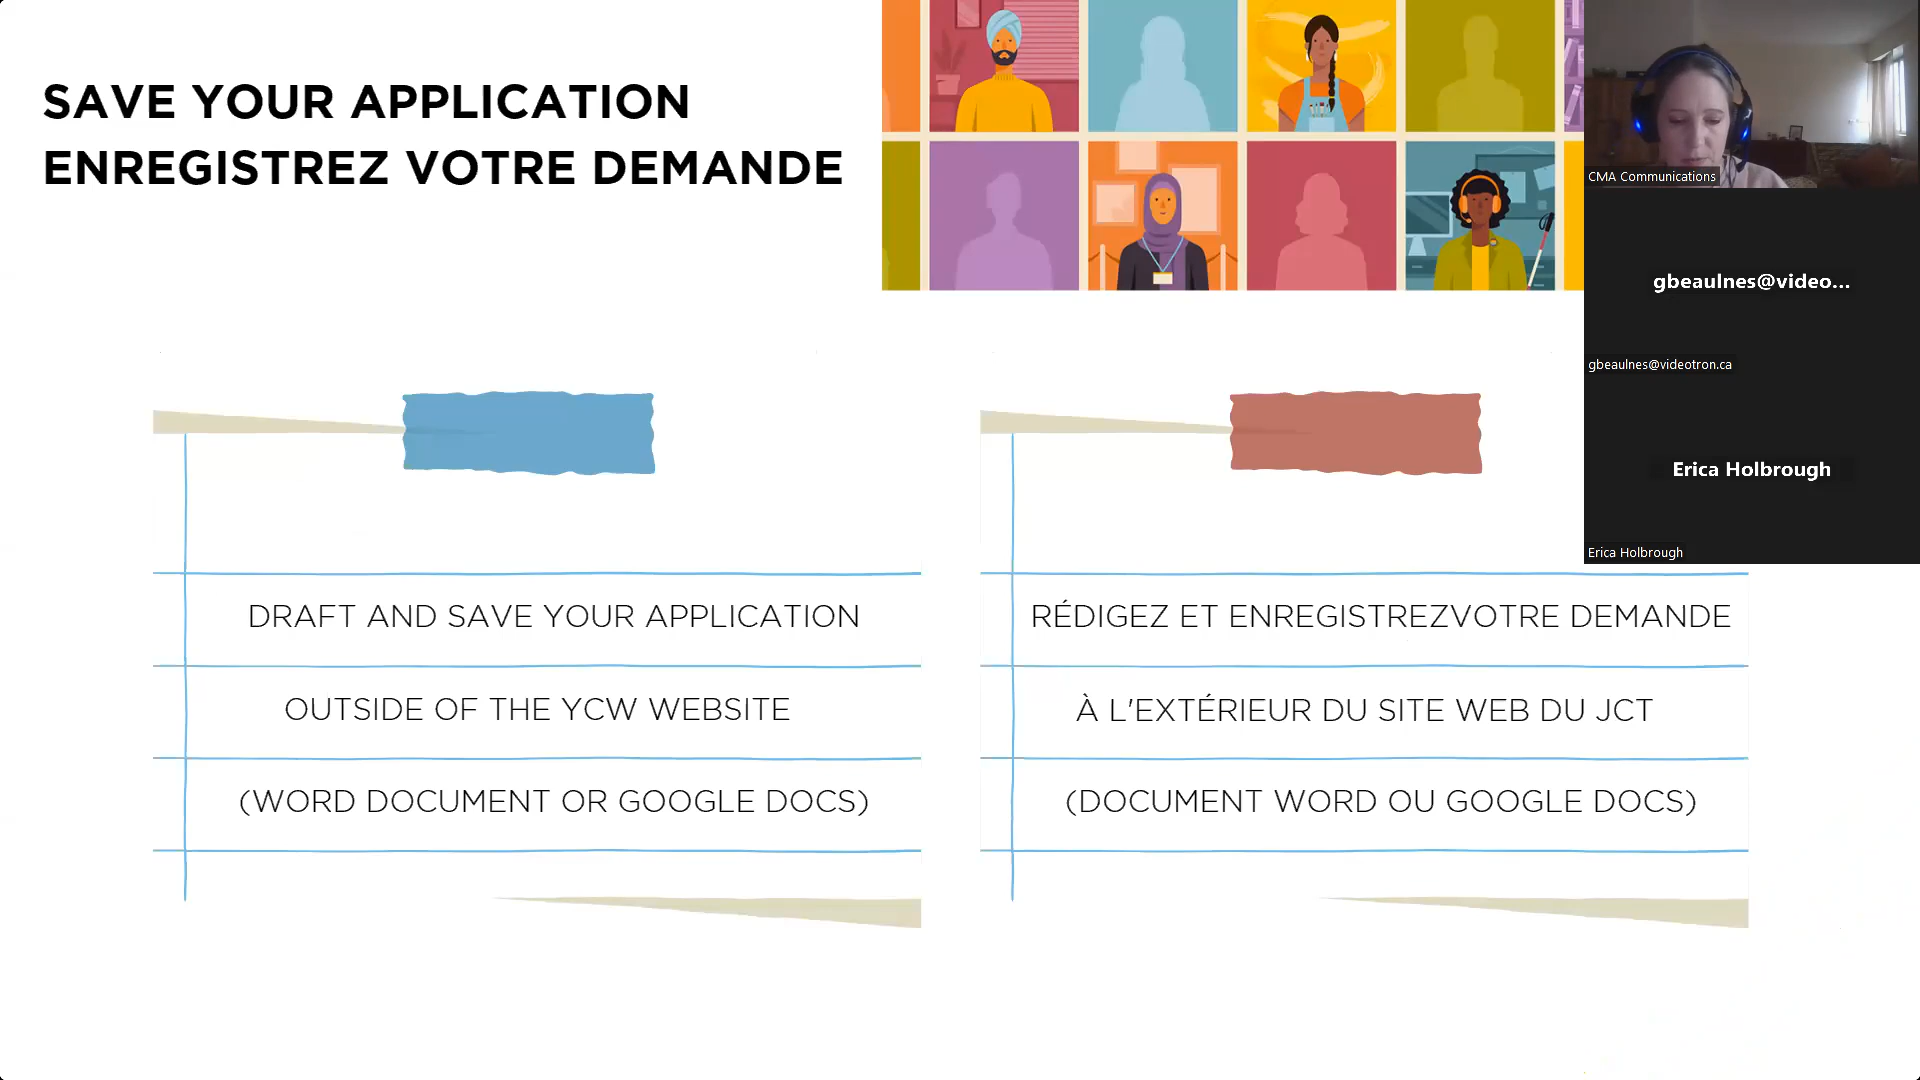 SAVE YOUR APPLICATION
ENREGISTREZ VOTRE DEMANDE
CMA Communications
gbeaulnes@video...
gbeaulnes@videotron.ca
Erica Holbrough
Erica Holbrough
DRAFT AND SAVE YOUR APPLICATION
OUTSIDE OF THE YCW WEBSITE
(WORD DOCUMENT OR GOOGLE DOCS)
RÉDIGEZ ET ENREGISTREZVOTRE DEMANDE
À L'EXTÉRIEUR DU SITE WEB DU JCT
(DOCUMENT WORD OU GOOGLE DOCS)